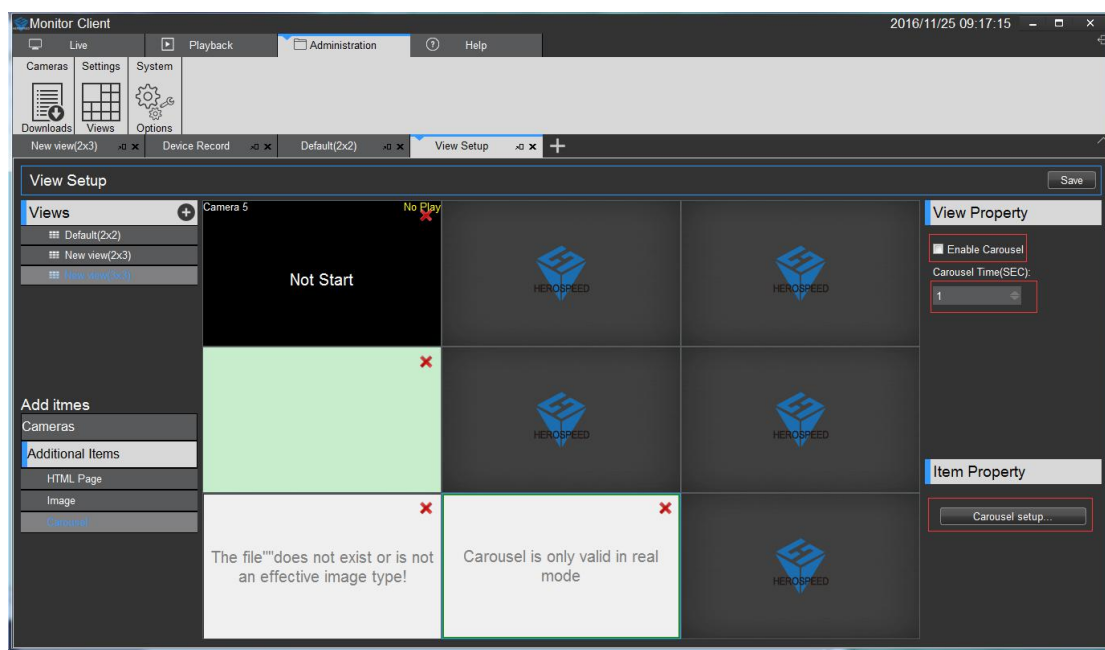 Monitor Client
2016/11/25 09:17:15
Live
Playback
Administration
Help
Cameras
Settings
System
Downloads
Views
Options
New view(2x3)
Device Record
Default(2x2)
View Setup
View Setup
Save
Views
Default(2x2)
New view(2x3)
Camera 5
No Play
Not Start
HEROSPEED
HEROSPEED
View Property
Enable Carousel
Carousel Time(SEC):
1
Add itmes
Cameras
Additional Items
HTML Page
Image
Carousel
HEROSPEED
HEROSPEED
The file""does not exist or is not
an effective image type!
Carousel is only valid in real
mode
HEROSPEED
Item Property
Carousel setup...